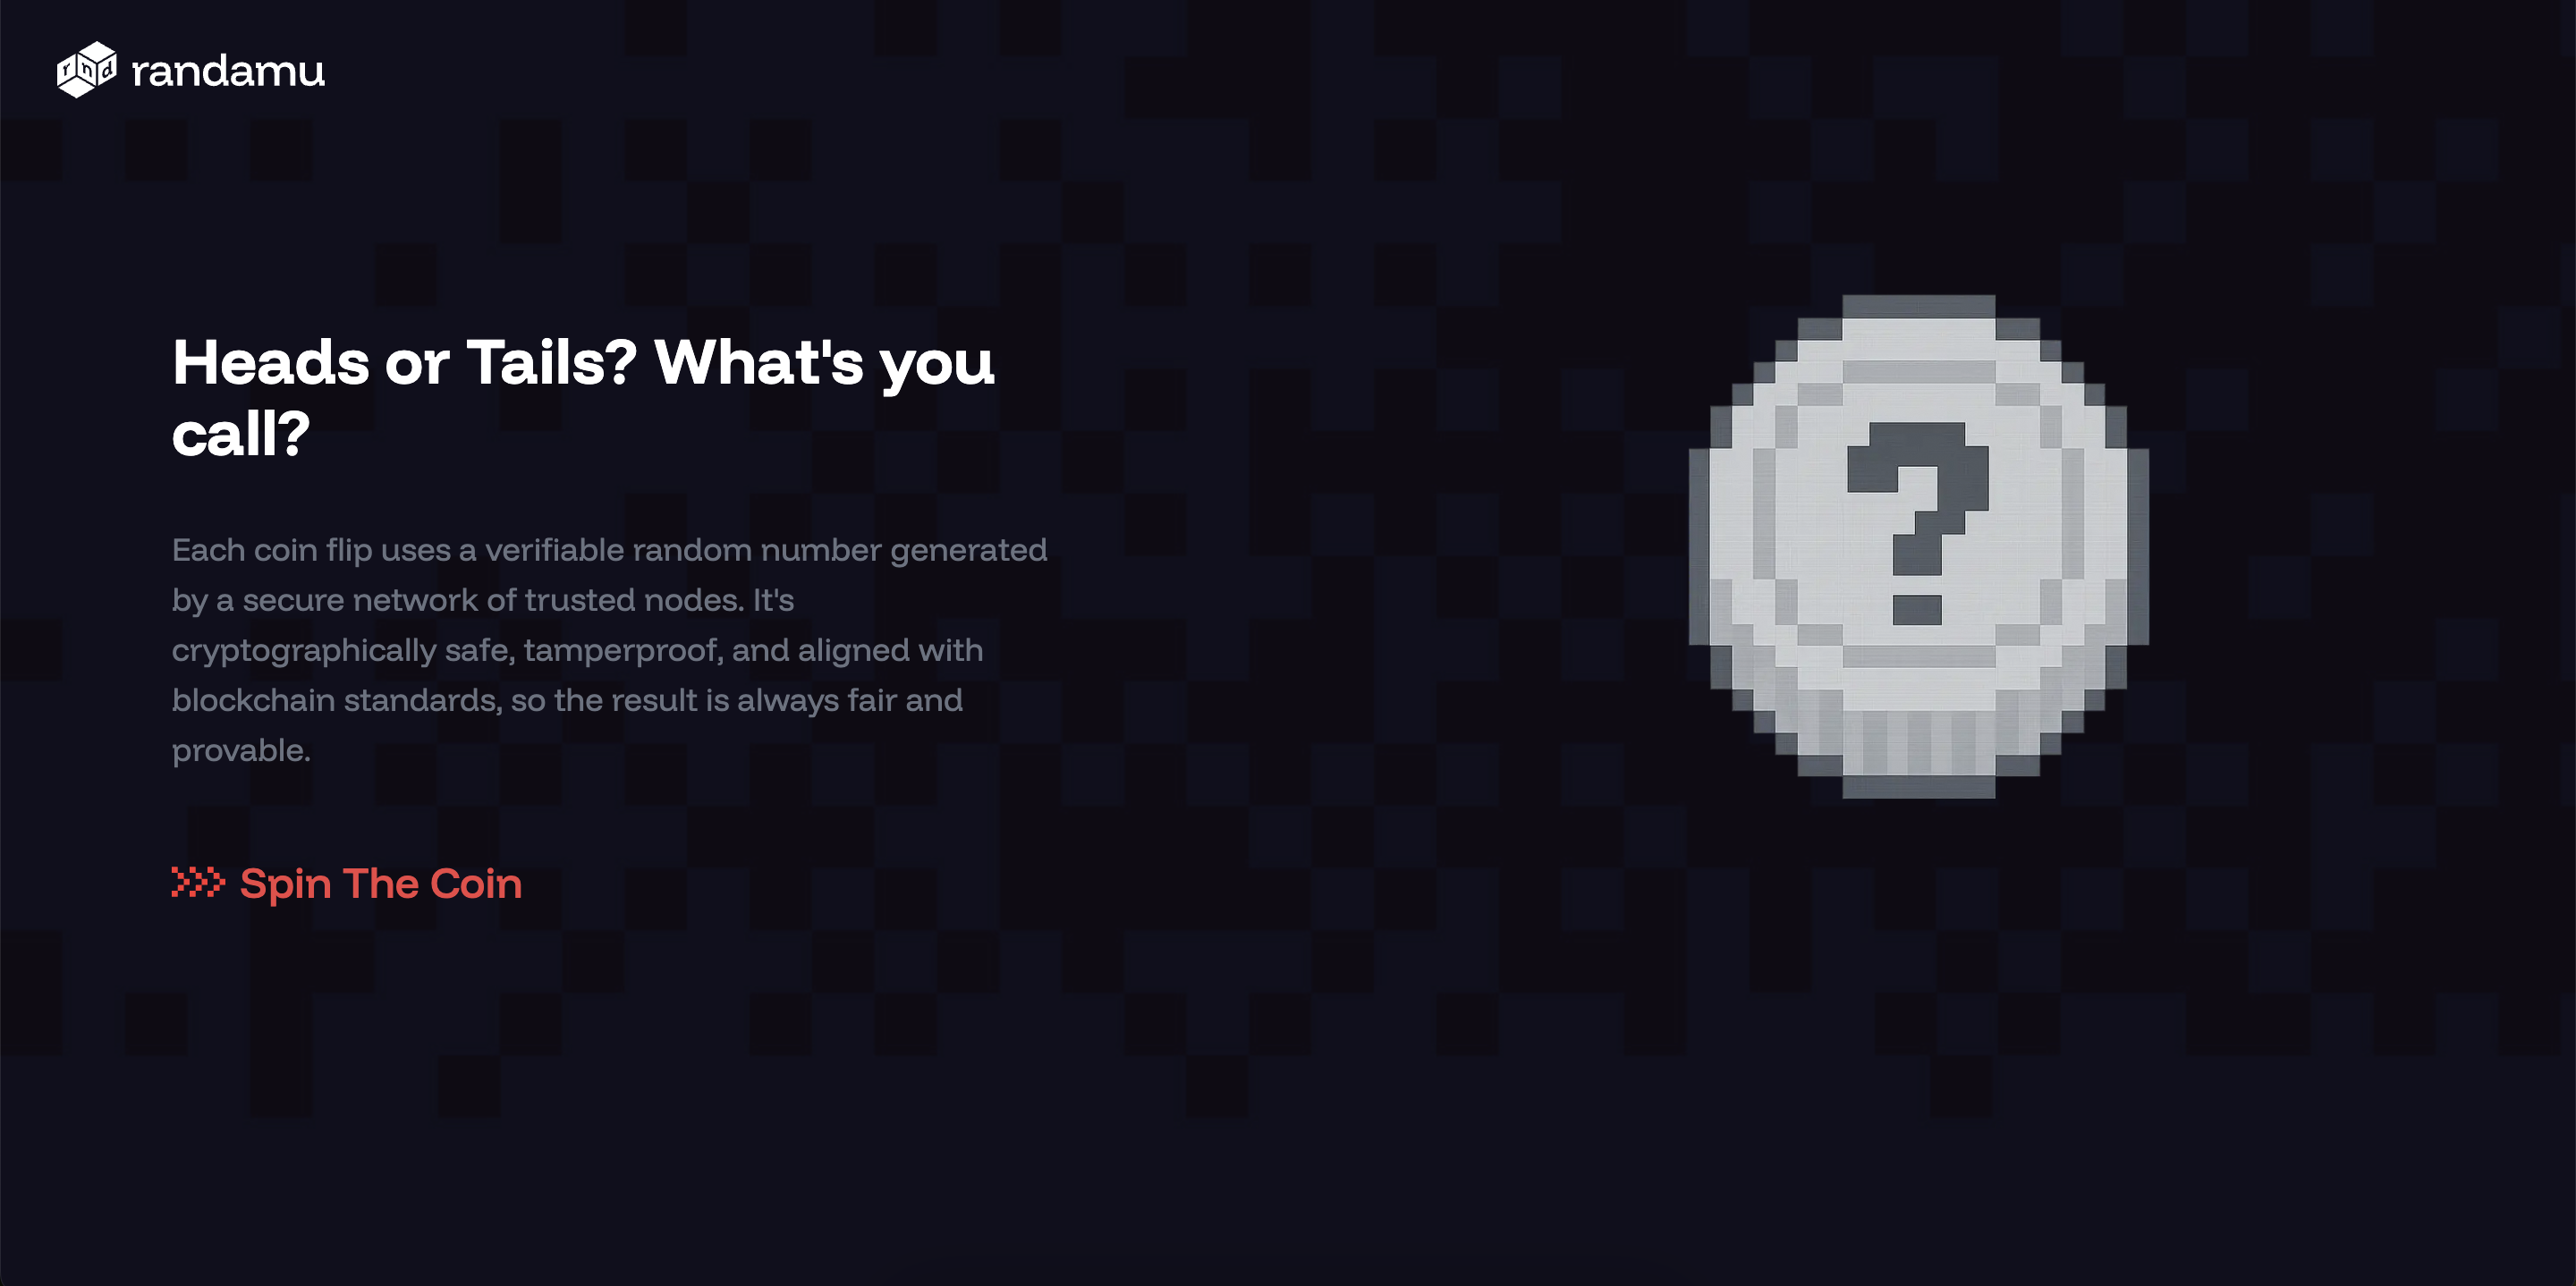 rnd randamu
Heads or Tails? What's you
call?
?
Each coin flip uses a verifiable random number generated
by a secure network of trusted nodes. It's
cryptographically safe, tamperproof, and aligned with
blockchain standards, so the result is always fair and
provable.
Spin The Coin